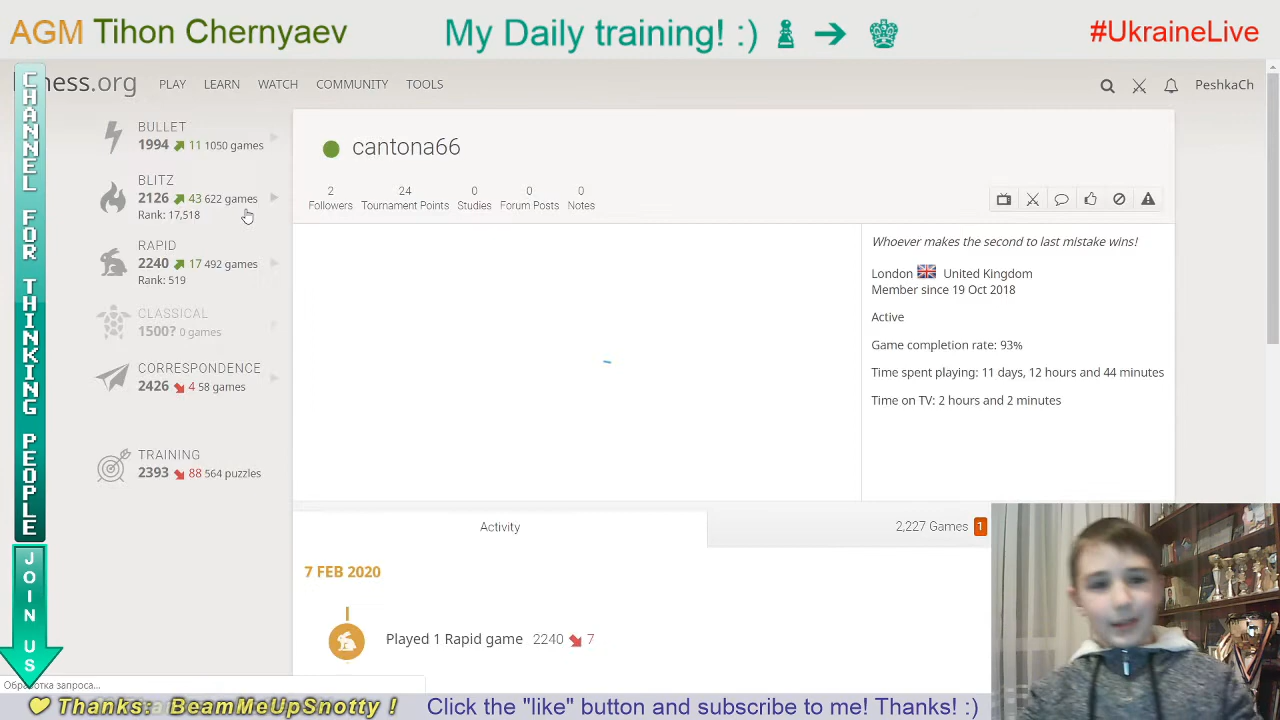 AGM Tihon Chernyaev
My Daily training! :) ♟ → ♚
#UkraineLive
CHANNEL FOR THINKING PEOPLE
JOIN US
hess.org
PLAY LEARN WATCH COMMUNITY TOOLS
PeshkaCh
BULLET
1994 11 1050 games
BLITZ
2126 43 622 games
Rank: 17,518
RAPID
2240 17 492 games
Rank: 519
CLASSICAL
1500? 0 games
CORRESPONDENCE
2426 4 58 games
TRAINING
2393 88 564 puzzles
cantona66
2 24 0 0 0
Followers Tournament Points Studies Forum Posts Notes
Whoever makes the second to last mistake wins!
London United Kingdom
Member since 19 Oct 2018
Active
Game completion rate: 93%
Time spent playing: 11 days, 12 hours and 44 minutes
Time on TV: 2 hours and 2 minutes
Activity
2,227 Games 1
7 FEB 2020
Played 1 Rapid game 2240 7
Обработка запроса...
Thanks: BeamMeUpSnotty !
Click the "like" button and subscribe to me! Thanks! :)